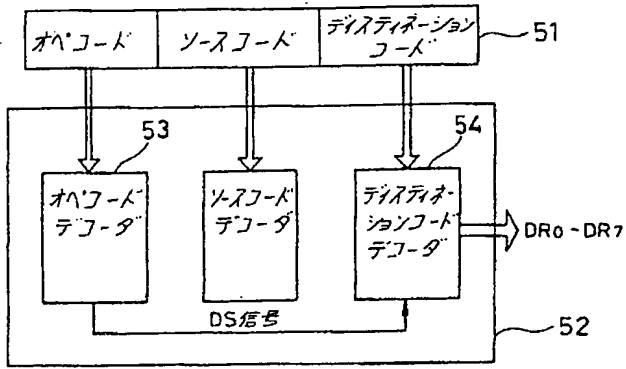 オペコード
ソースコード
ディスティネーション
コード
51
53
54
オペコード
デコーダ
ソースコード
デコーダ
ディスティネー
ションコード
デコーダ
DR0-DR7
DS信号
52